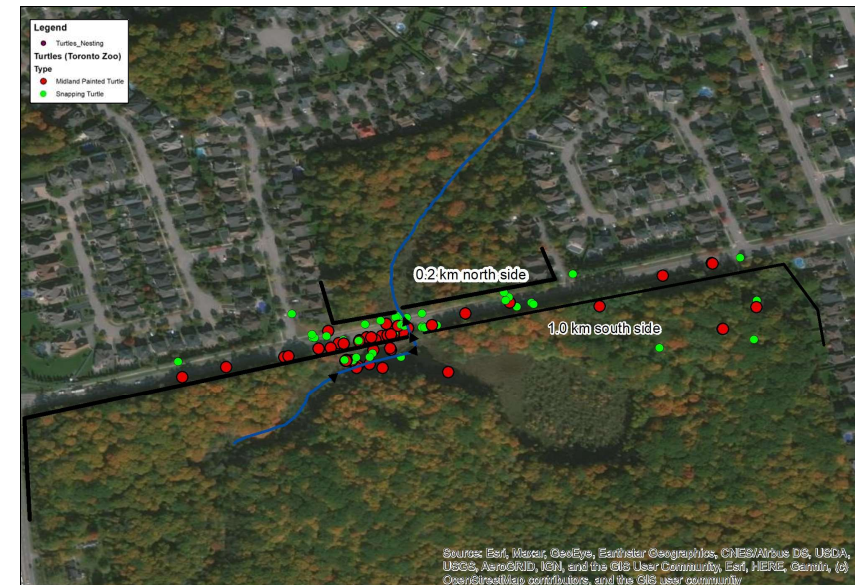 Legend
Turtles_Nesting
Turtles (Toronto Zoo)
Type
Midland Painted Turtle
Snapping Turtle
0.2 km north side
1.0 km south side
Source: Esri, Maxar, GeoEye, Earthstar Geographics, CNES/Airbus DS, USDA,
USGS, AeroGRID, IGN, and the GIS User Community, Esri, HERE, Garmin, (c)
OpenStreetMap contributors, and the GIS user community